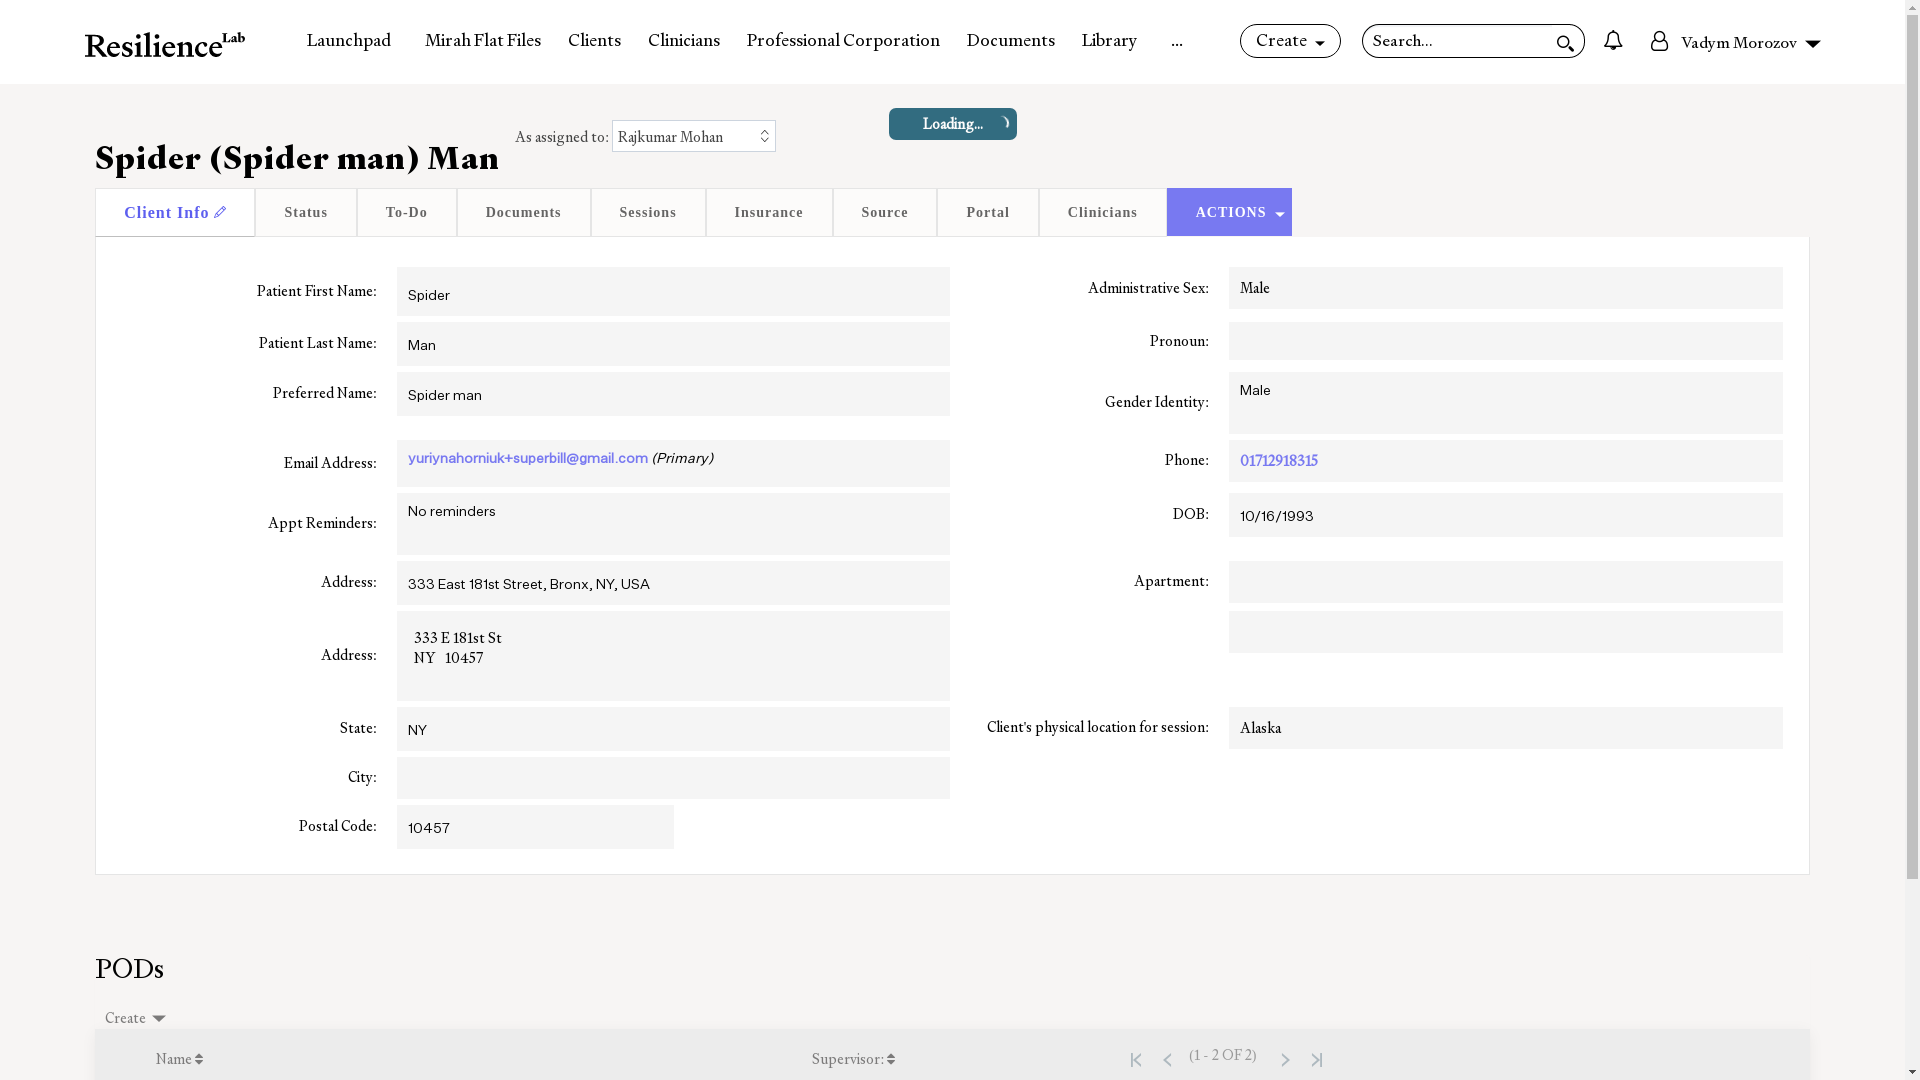 Resilience Lab
Launchpad Mirah Flat Files Clients Clinicians Professional Corporation Documents Library ...
Create
Search...
Vadym Morozov
Spider (Spider man) Man
As assigned to: Rajkumar Mohan
Loading...
Client Info Status To-Do Documents Sessions Insurance Source Portal Clinicians ACTIONS
Patient First Name: Spider
Administrative Sex: Male
Patient Last Name: Man
Pronoun:
Preferred Name: Spider man
Gender Identity: Male
Email Address: yuriynahorniuk+superbill@gmail.com (Primary)
Phone: 01712918315
Appt Reminders: No reminders
DOB: 10/16/1993
Address: 333 East 181st Street, Bronx, NY, USA
Apartment:
Address: 333 E 181st St
NY 10457
State: NY
Client's physical location for session: Alaska
City:
Postal Code: 10457
PODs
Create
Name Supervisor: (1 - 2 OF 2)